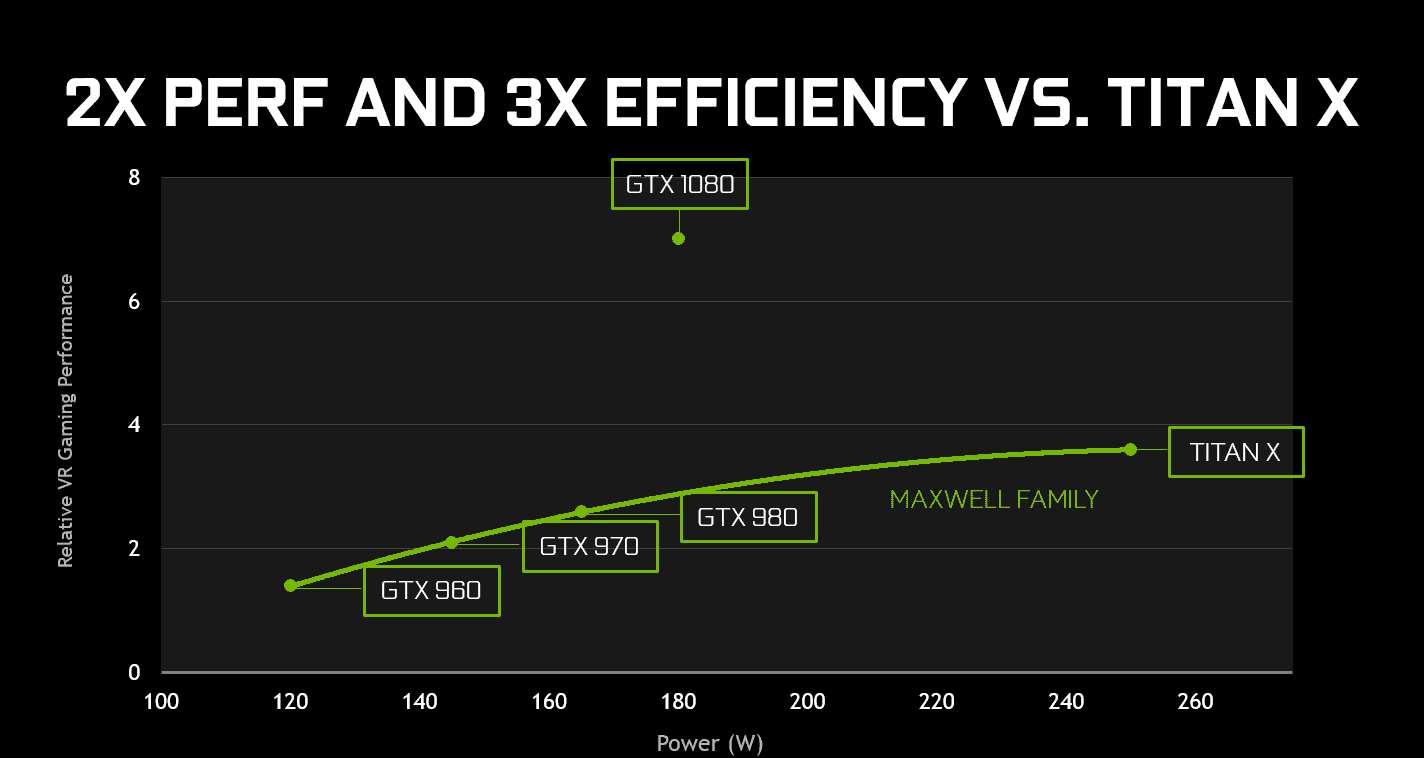 2X PERF AND 3X EFFICIENCY VS. TITAN X
8
GTX 1080
6
Relative VR Gaming Performance
4
TITAN X
MAXWELL FAMILY
GTX 980
GTX 970
2
GTX 960
0
100 120 140 160 180 200 220 240 260
Power (W)